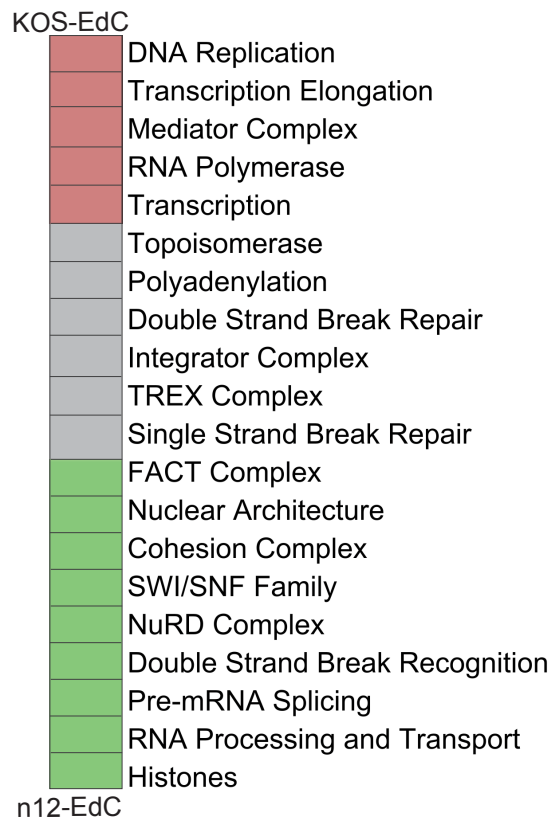 KOS-EdC
DNA Replication
Transcription Elongation
Mediator Complex
RNA Polymerase
Transcription
Topoisomerase
Polyadenylation
Double Strand Break Repair
Integrator Complex
TREX Complex
Single Strand Break Repair
FACT Complex
Nuclear Architecture
Cohesion Complex
SWI/SNF Family
NuRD Complex
Double Strand Break Recognition
Pre-mRNA Splicing
RNA Processing and Transport
Histones
n12-EdC